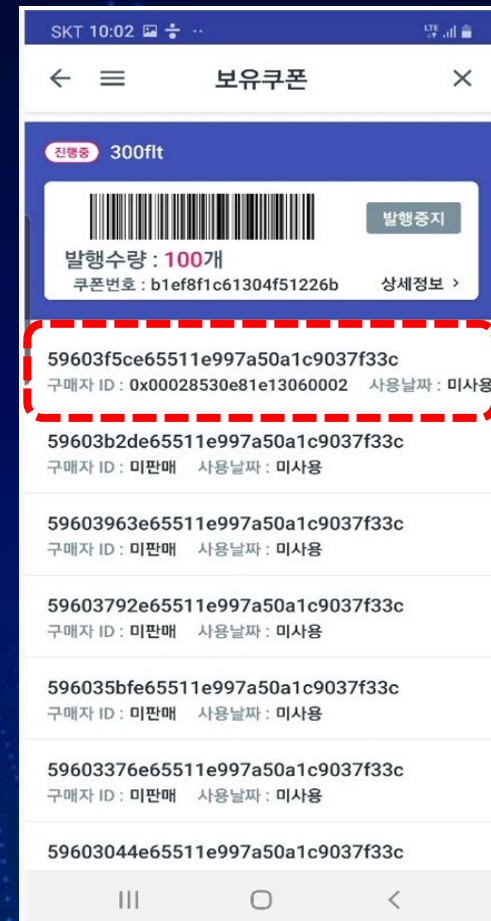 SKT 10:02
LTE
보유쿠폰
진행중 300flt
발행중지
발행수량 : 100개
쿠폰번호 : b1ef8f1c61304f51226b 상세정보 >
59603f5ce65511e997a50a1c9037f33c
구매자 ID : 0x00028530e81e13060002 사용날짜 : 미사용
59603b2de65511e997a50a1c9037f33c
구매자 ID : 미판매 사용날짜 : 미사용
59603963e65511e997a50a1c9037f33c
구매자 ID : 미판매 사용날짜 : 미사용
59603792e65511e997a50a1c9037f33c
구매자 ID : 미판매 사용날짜 : 미사용
596035bfe65511e997a50a1c9037f33c
구매자 ID : 미판매 사용날짜 : 미사용
59603376e65511e997a50a1c9037f33c
구매자 ID : 미판매 사용날짜 : 미사용
59603044e65511e997a50a1c9037f33c